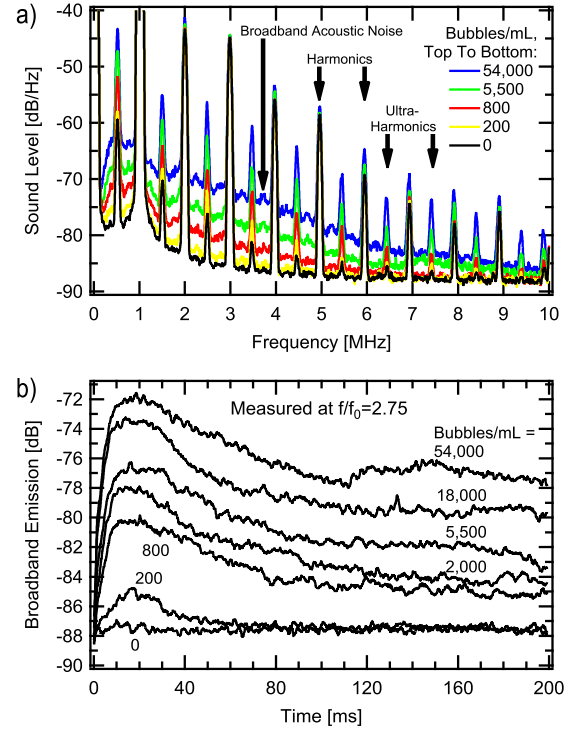 a)
-40
-50
-60
-70
-80
-90
Sound Level [dB/Hz]
Broadband Acoustic Noise
Harmonics
Ultra-
Harmonics
Bubbles/mL,
Top To Bottom:
54,000
5,500
800
200
0
0 1 2 3 4 5 6 7 8 9 10
Frequency [MHz]
b)
-72
-74
-76
-78
-80
-82
-84
-86
-88
-90
Broadband Emission [dB]
Measured at f/f0=2.75
Bubbles/mL =
54,000
18,000
5,500
2,000
800
200
0
0 40 80 120 160 200
Time [ms]